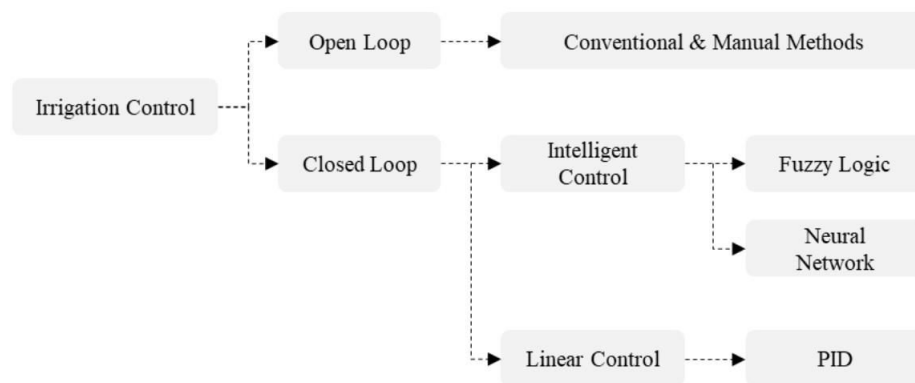 Open Loop
Conventional & Manual Methods
Irrigation Control
Closed Loop
Intelligent
Control
Fuzzy Logic
Neural
Network
Linear Control
PID